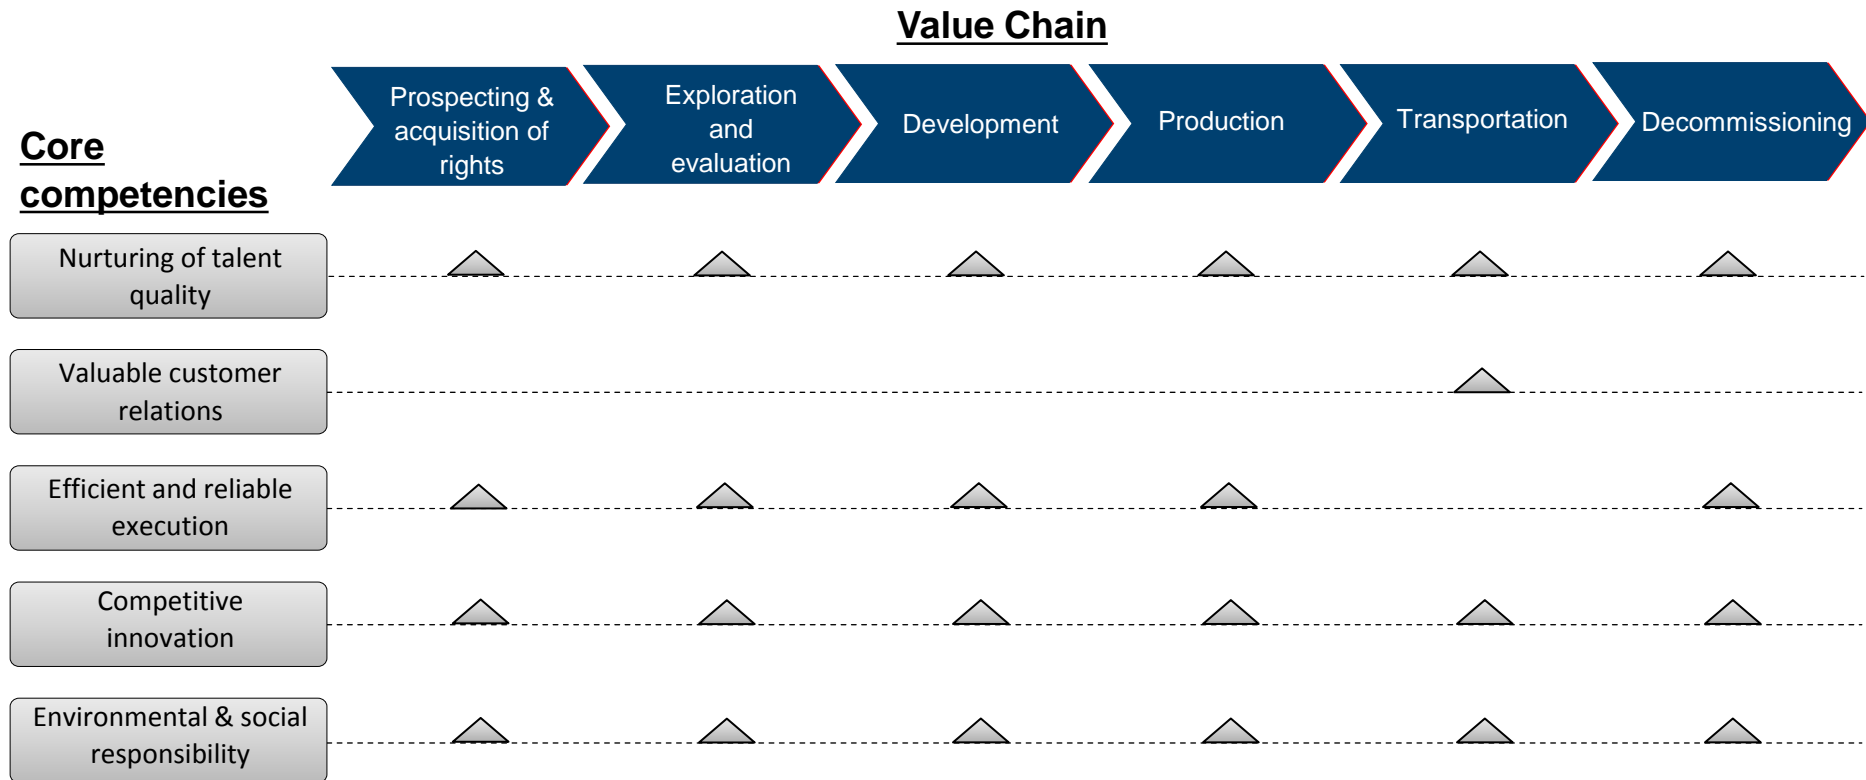 Value Chain
Prospecting &
acquisition of
rights
Exploration
and
evaluation
Development
Production
Transportation
Decommissioning
Core
competencies
Nurturing of talent
quality
Valuable customer
relations
Efficient and reliable
execution
Competitive
innovation
Environmental & social
responsibility